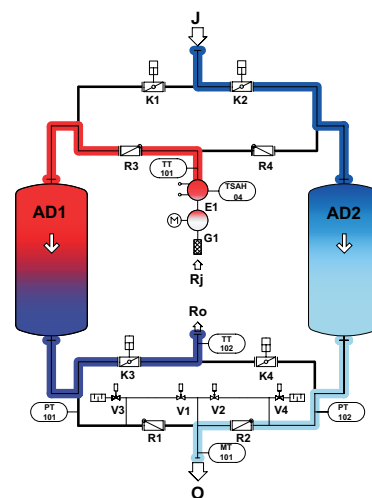 J
K1
K2
R3
TT
101
R4
TSAH
04
E1
AD1
AD2
M
G1
Rj
Ro
TT
102
K3
K4
PT
101
V3
V1
V2
V4
PT
102
R1
R2
MT
101
O